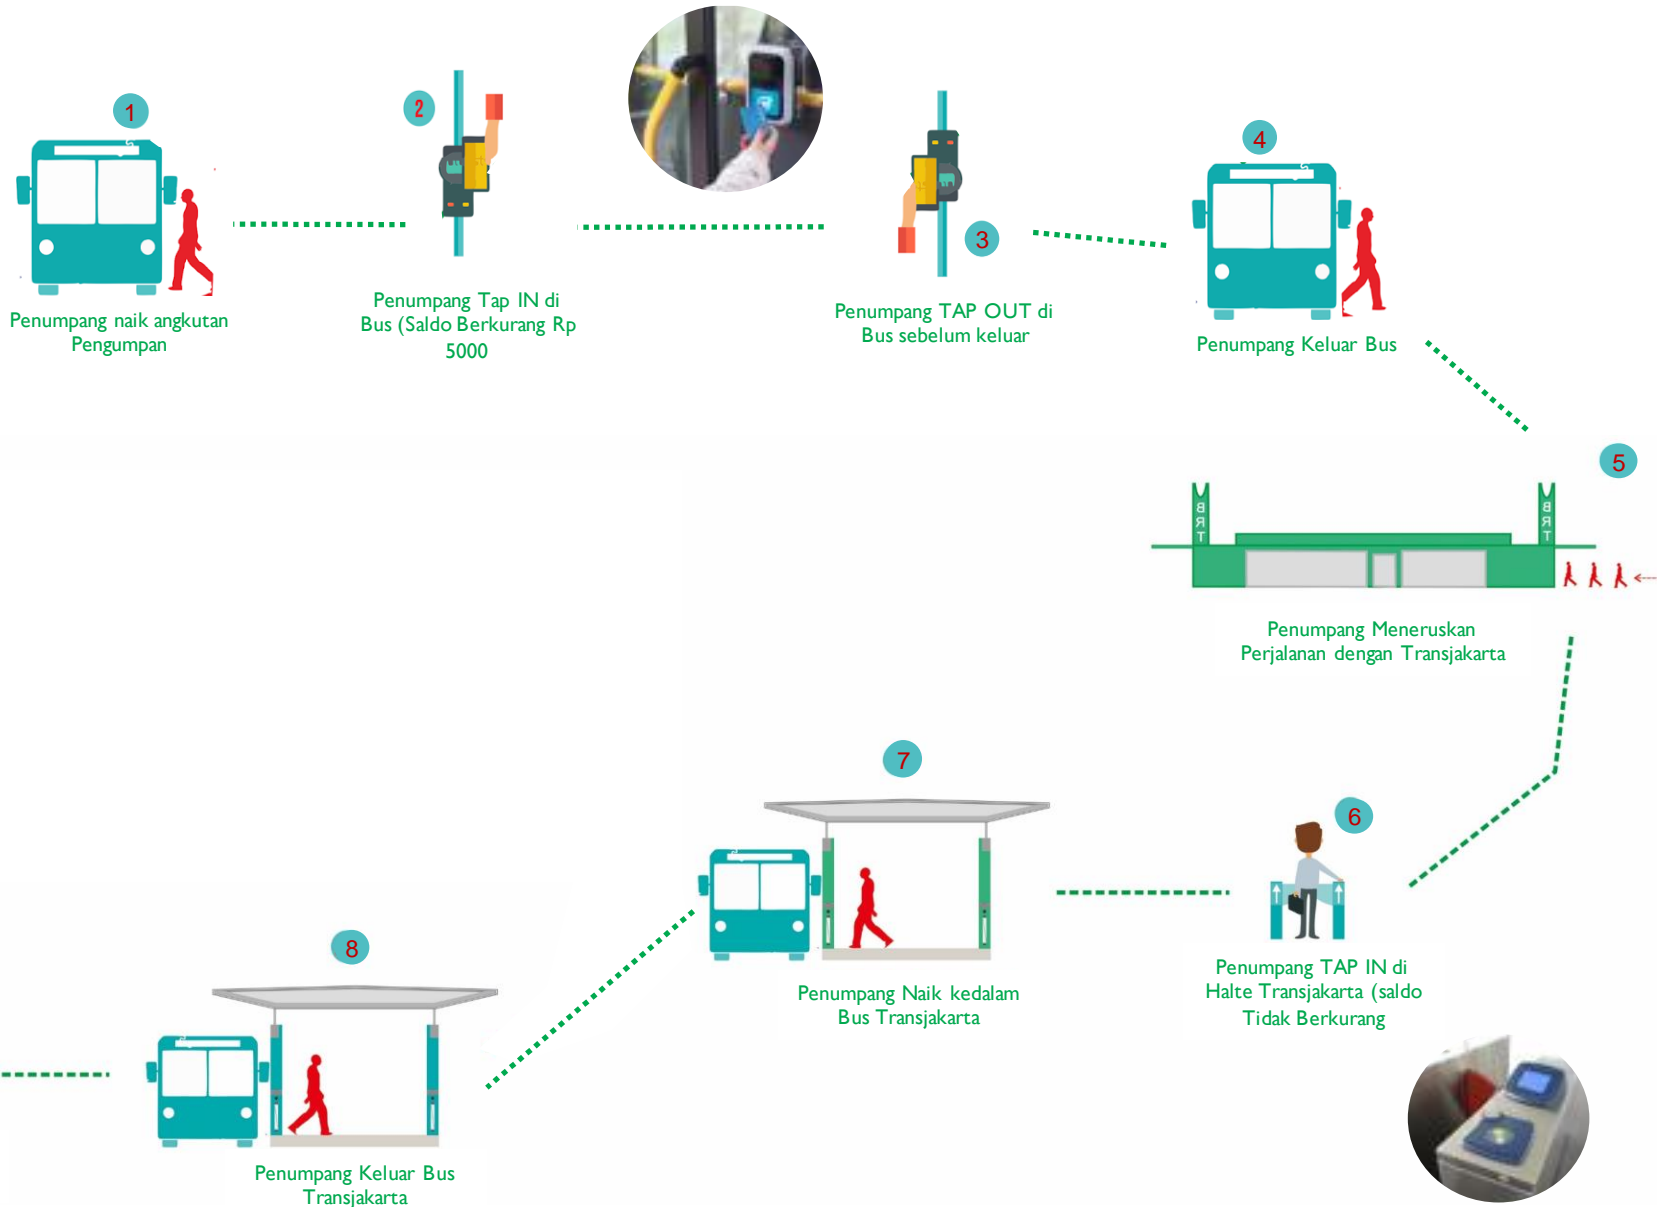 1
Penumpang naik angkutan
Pengumpan
2
Penumpang Tap IN di
Bus (Saldo Berkurang Rp
5000
3
Penumpang TAP OUT di
Bus sebelum keluar
4
Penumpang Keluar Bus
5
BRT
BRT
Penumpang Meneruskan
Perjalanan dengan Transjakarta
6
Penumpang TAP IN di
Halte Transjakarta (saldo
Tidak Berkurang
7
Penumpang Naik kedalam
Bus Transjakarta
8
Penumpang Keluar Bus
Transjakarta